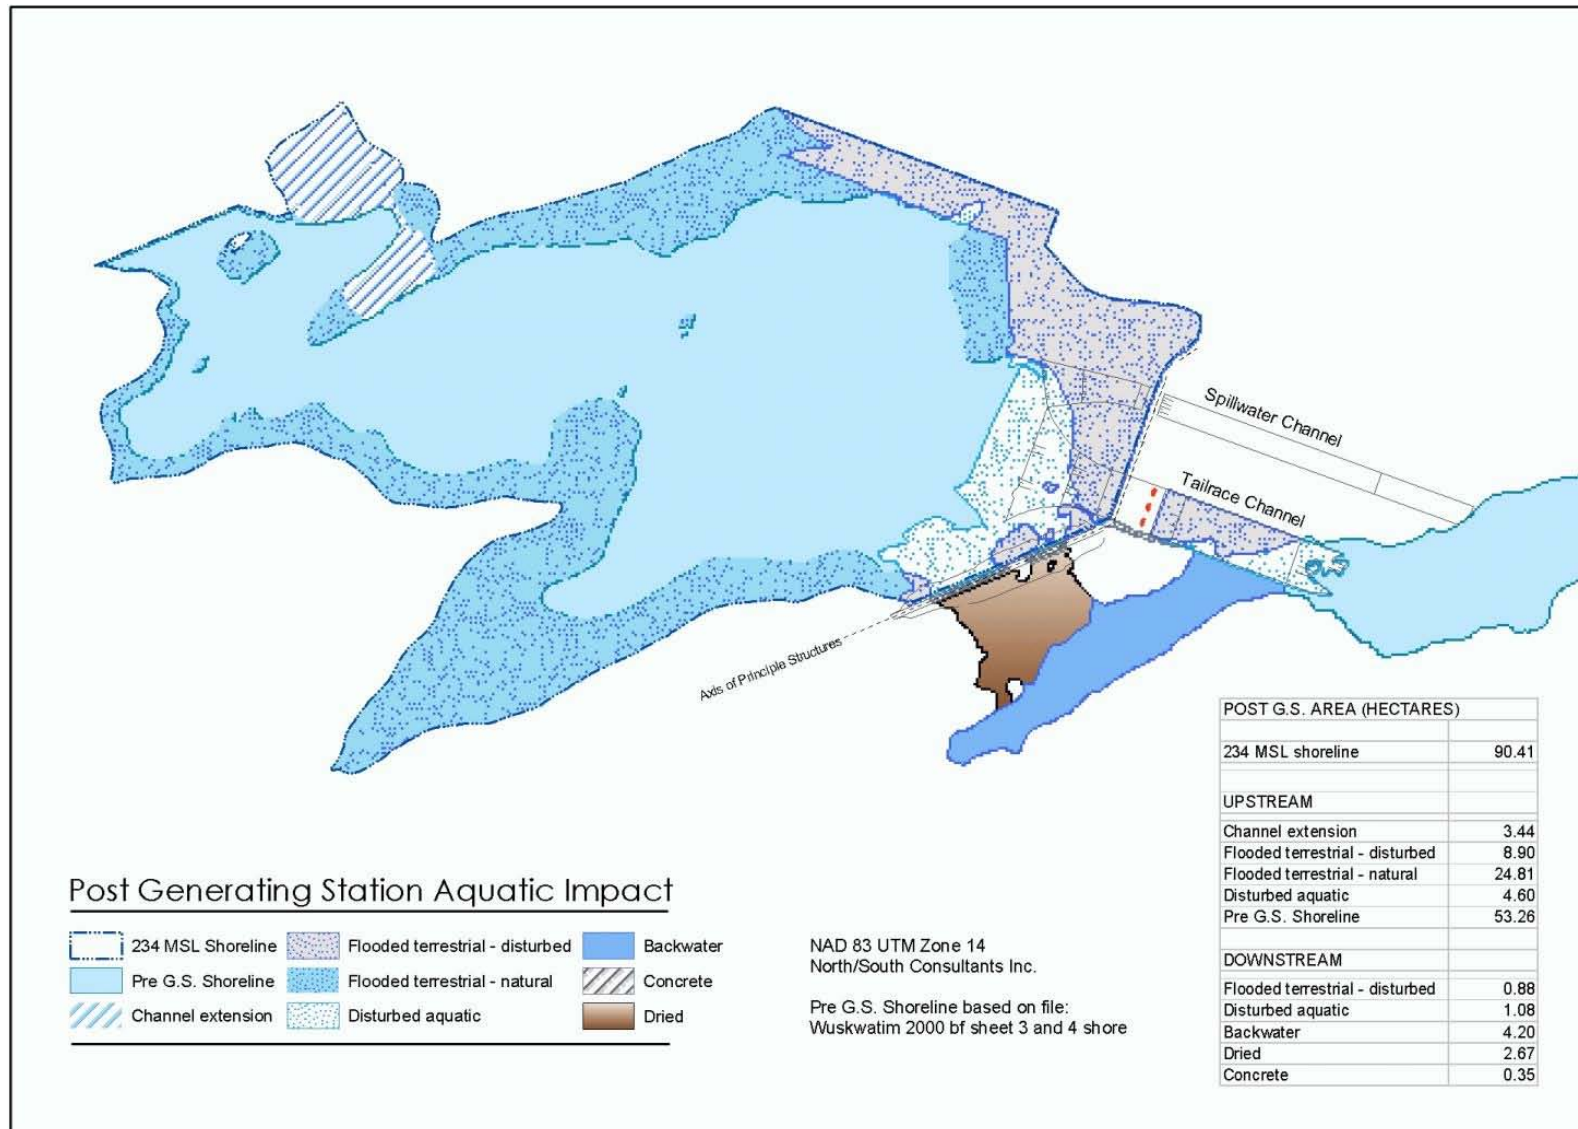 Spillwater Channel
Tailrace Channel
Axis of Principle Structures
Post Generating Station Aquatic Impact
234 MSL Shoreline
Flooded terrestrial - disturbed
Backwater
Pre G.S. Shoreline
Flooded terrestrial - natural
Concrete
Channel extension
Disturbed aquatic
Dried
NAD 83 UTM Zone 14
North/South Consultants Inc.
Pre G.S. Shoreline based on file:
Wuskwatim 2000 bf sheet 3 and 4 shore
POST G.S. AREA (HECTARES)
234 MSL shoreline 90.41
UPSTREAM
Channel extension 3.44
Flooded terrestrial - disturbed 8.90
Flooded terrestrial - natural 24.81
Disturbed aquatic 4.60
Pre G.S. Shoreline 53.26
DOWNSTREAM
Flooded terrestrial - disturbed 0.88
Disturbed aquatic 1.08
Backwater 4.20
Dried 2.67
Concrete 0.35